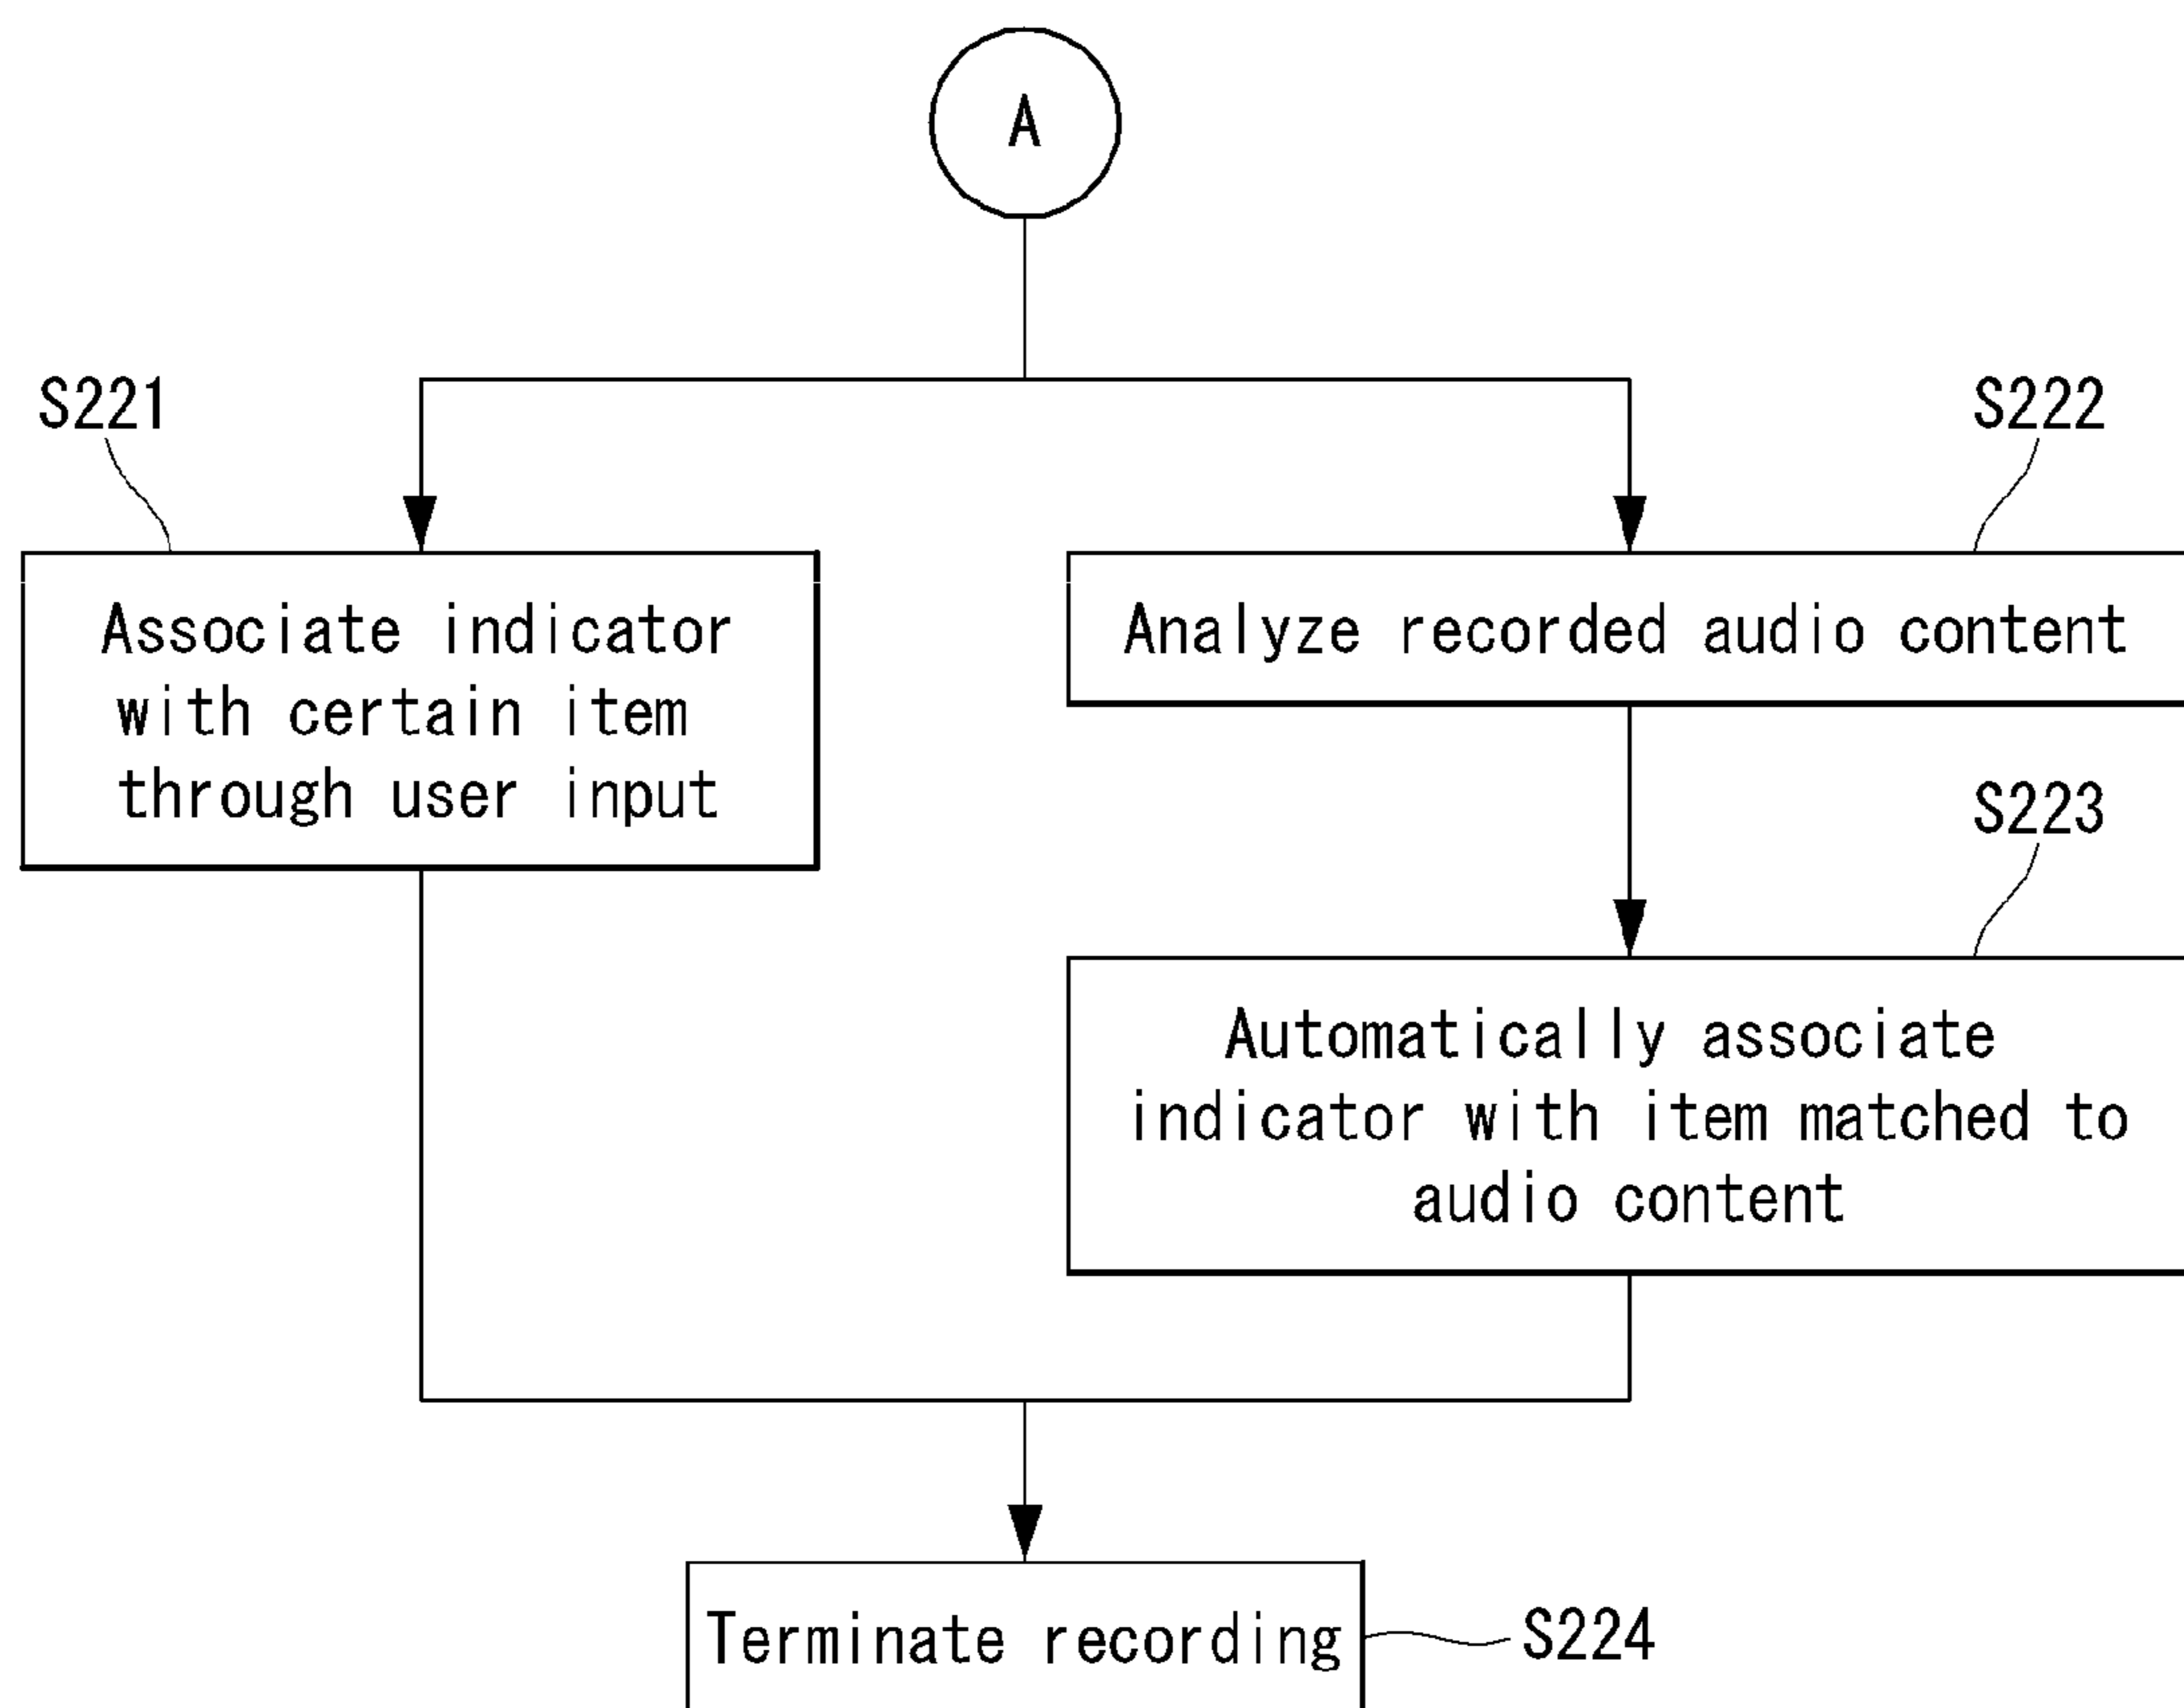 A
S221
S222
Associate indicator
with certain item
through user input
Analyze recorded audio content
S223
Automatically associate
indicator with item matched to
audio content
Terminate recording
S224